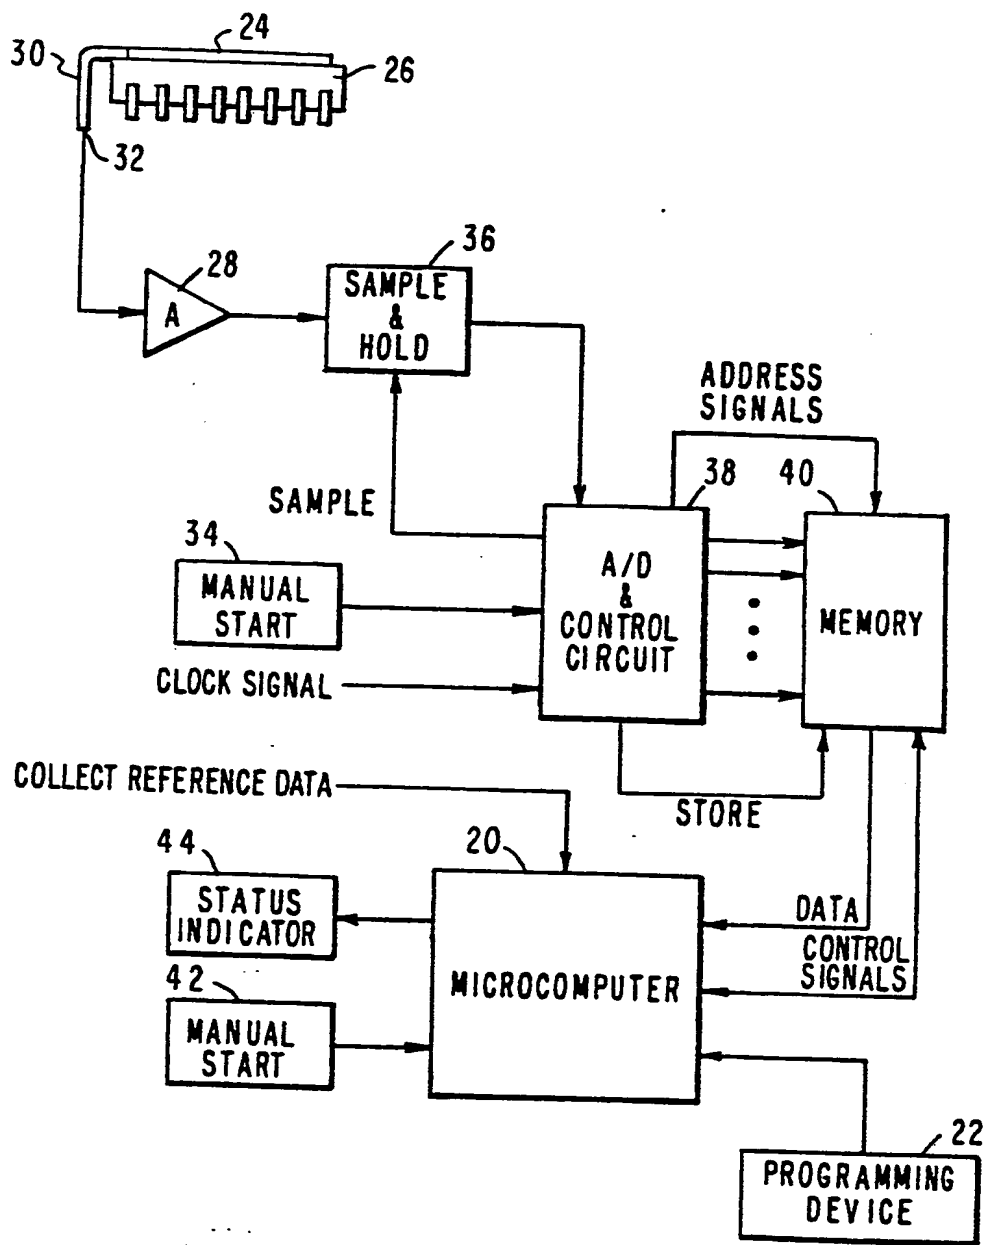 24
30
26
32
28
A
36
SAMPLE
&
HOLD
ADDRESS
SIGNALS
SAMPLE
38
40
34
MANUAL
START
A/D
&
CONTROL
CIRCUIT
MEMORY
CLOCK SIGNAL
COLLECT REFERENCE DATA
STORE
44
20
STATUS
INDICATOR
DATA
CONTROL
SIGNALS
MICROCOMPUTER
42
MANUAL
START
22
PROGRAMMING
DEVICE